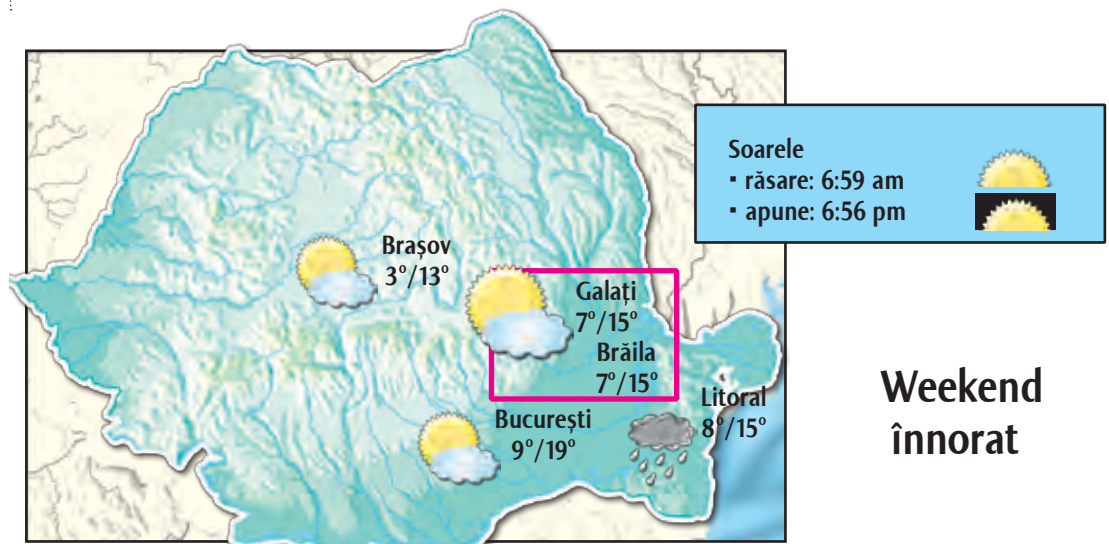 Soarele
▪ răsare: 6:59 am
▪ apune: 6:56 pm
Brașov
3°/13°
Galați
7°/15°
Brăila
7°/15°
Litoral
8°/15°
București
9°/19°
Weekend
înnorat